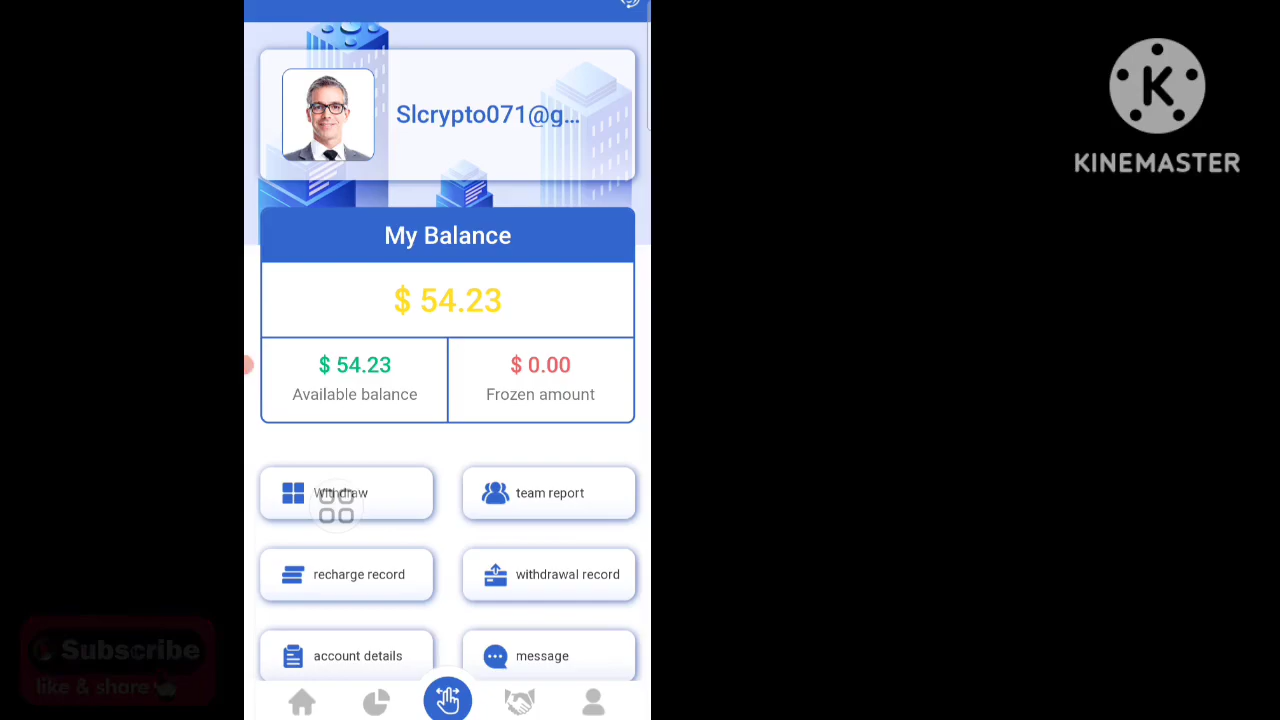 Slcrypto071@g...
My Balance
$ 54.23
$ 54.23
Available balance
$ 0.00
Frozen amount
Withdraw
team report
recharge record
withdrawal record
account details
message
K
KINEMASTER
Subscribe
like & share